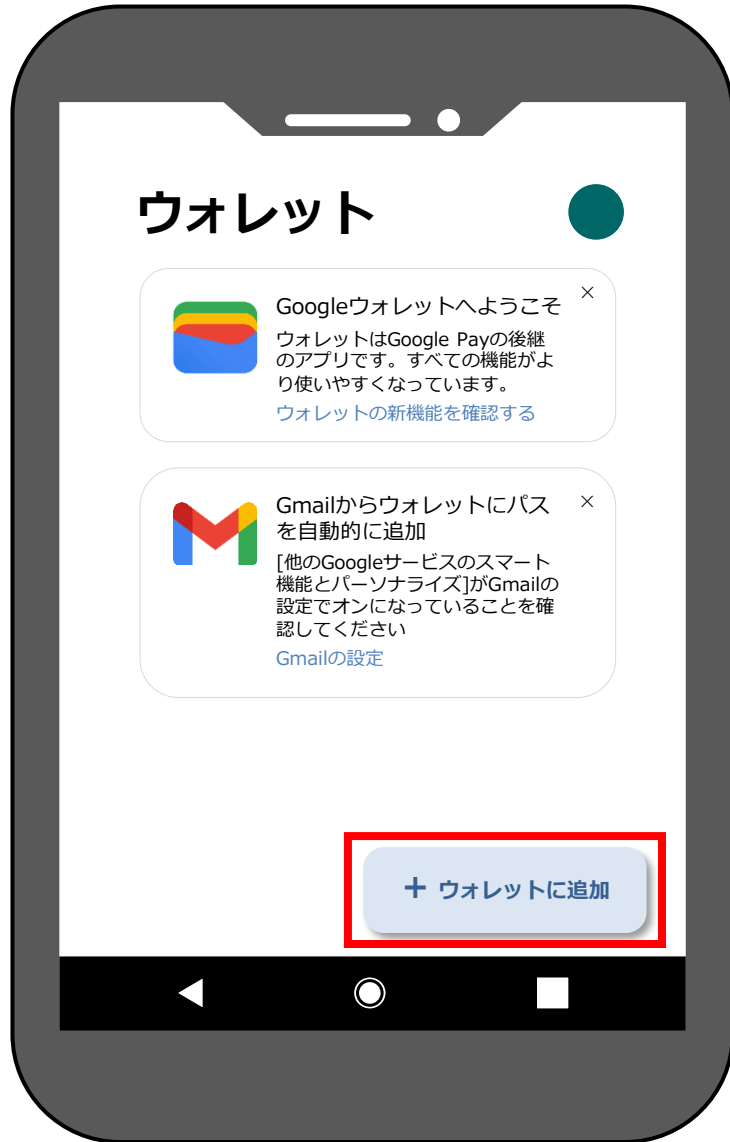 ウォレット
Googleウォレットへようこそ
ウォレットはGoogle Payの後継
のアプリです。すべての機能がよ
り使いやすくなっています。
ウォレットの新機能を確認する
Gmailからウォレットにパス
を自動的に追加
[他のGoogleサービスのスマート
機能とパーソナライズ]がGmailの
設定でオンになっていることを確
認してください
Gmailの設定
+ ウォレットに追加